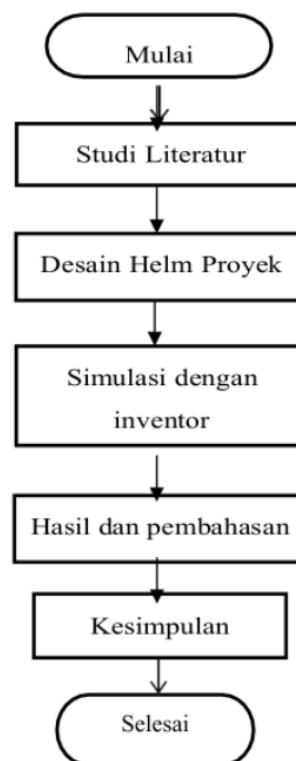 Mulai
Studi Literatur
Desain Helm Proyek
Simulasi dengan
inventor
Hasil dan pembahasan
Kesimpulan
Selesai